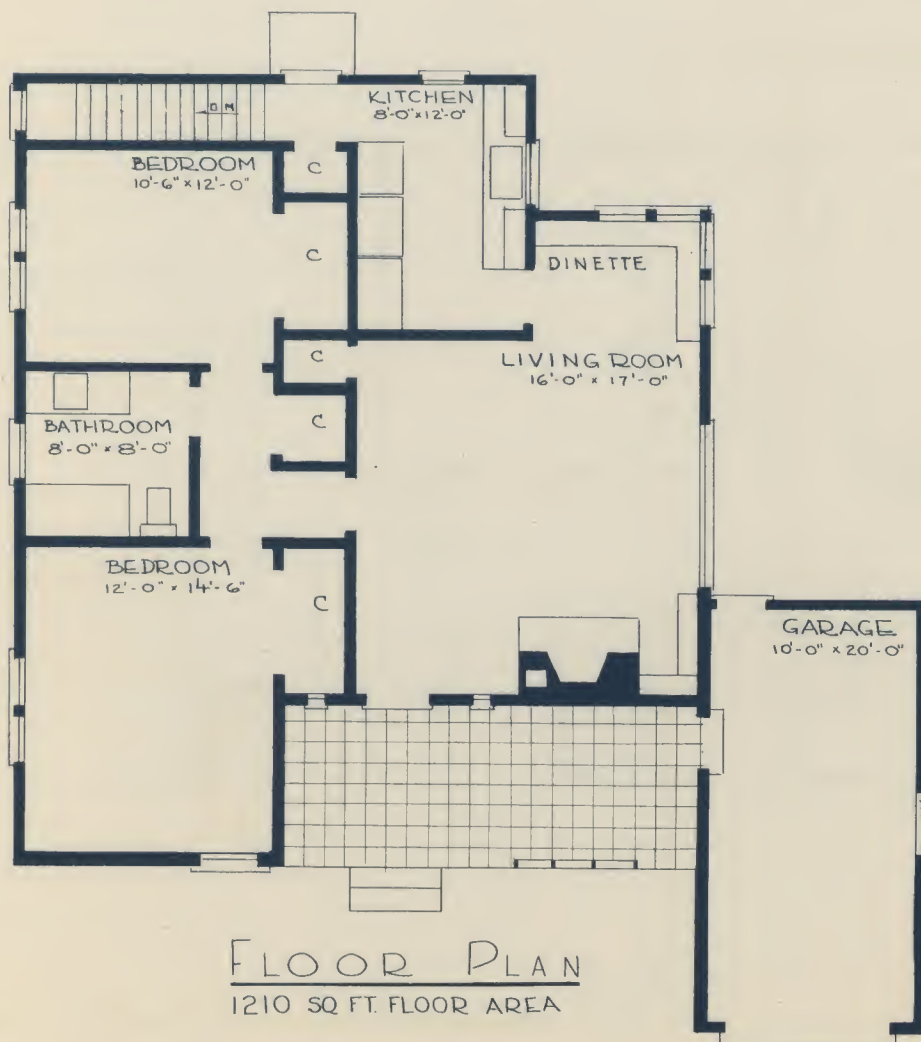 KITCHEN
8'-0" x 12'-0"
DN
BEDROOM
10'-6" x 12'-0"
C
C
DINETTE
C
LIVING ROOM
16'-0" x 17'-0"
C
BATHROOM
8'-0" x 8'-0"
BEDROOM
12'-0" x 14'-6"
C
GARAGE
10'-0" x 20'-0"
FLOOR PLAN
1210 SQ FT. FLOOR AREA